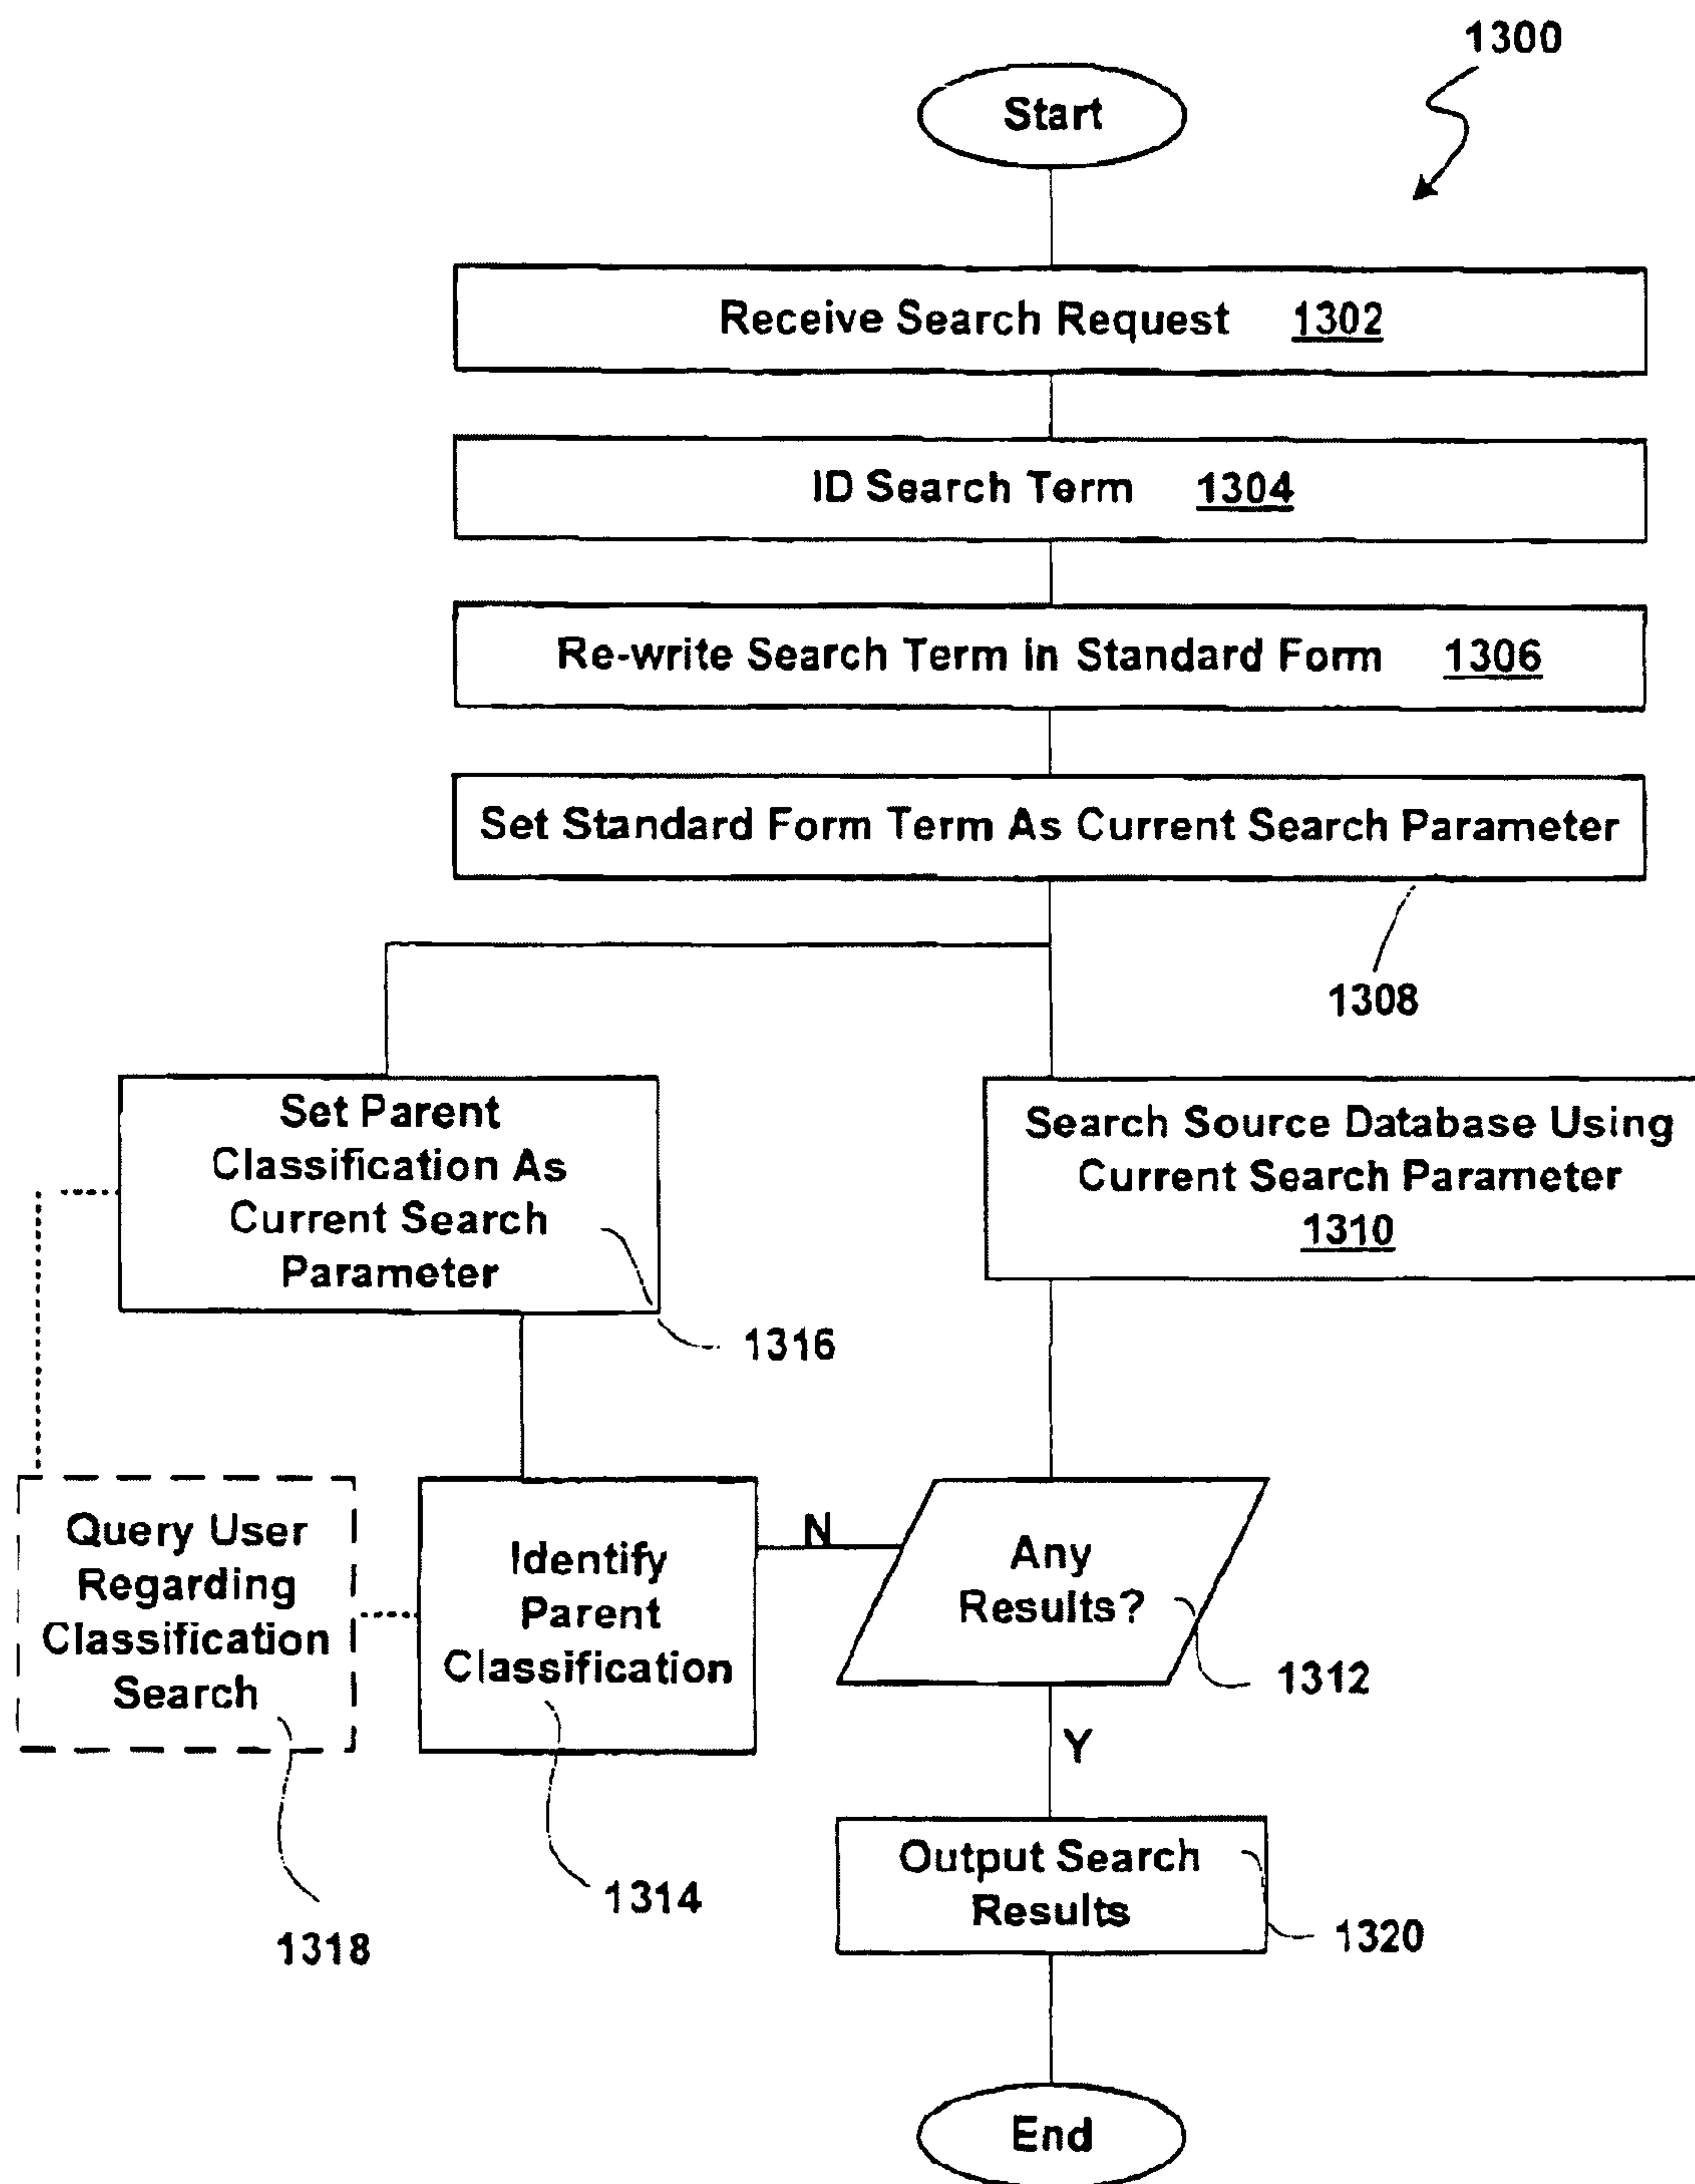 1300
Start
Receive Search Request 1302
ID Search Term 1304
Re-write Search Term in Standard Form 1306
Set Standard Form Term As Current Search Parameter
1308
Set Parent
Classification As
Current Search
Parameter
1316
Search Source Database Using
Current Search Parameter
1310
Query User
Regarding
Classification
Search
1318
Identify
Parent
Classification
1314
N
Any
Results?
1312
Y
Output Search
Results
1320
End